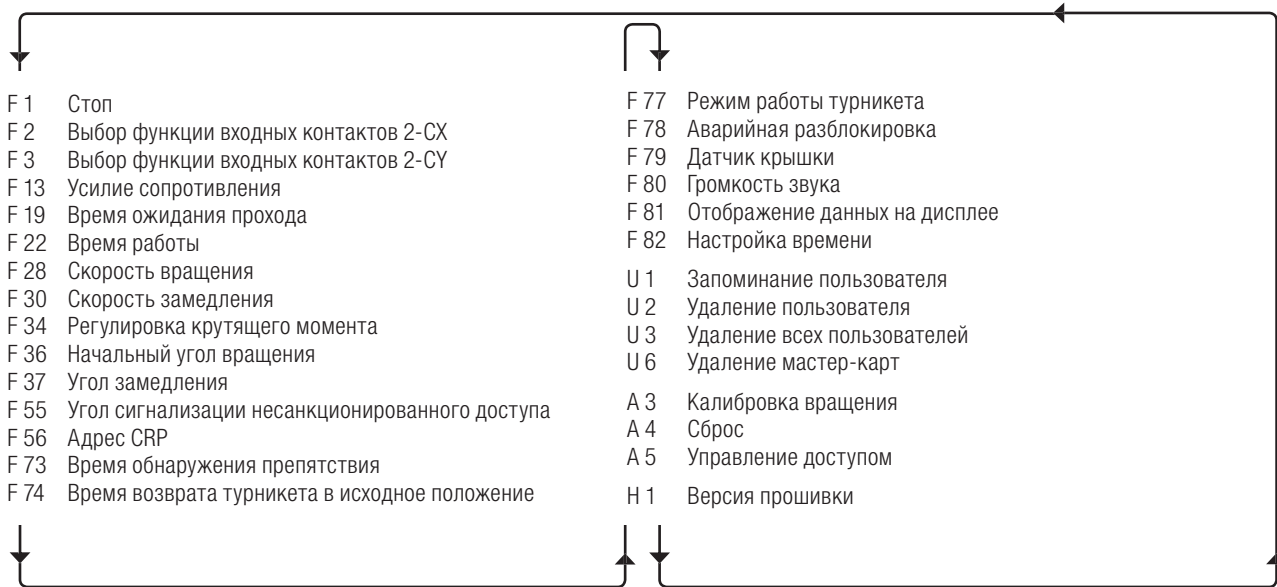 F 1 Стоп
F 2 Выбор функции входных контактов 2-CX
F 3 Выбор функции входных контактов 2-CY
F 13 Усилие сопротивления
F 19 Время ожидания прохода
F 22 Время работы
F 28 Скорость вращения
F 30 Скорость замедления
F 34 Регулировка крутящего момента
F 36 Начальный угол вращения
F 37 Угол замедления
F 55 Угол сигнализации несанкционированного доступа
F 56 Адрес CRP
F 73 Время обнаружения препятствия
F 74 Время возврата турникета в исходное положение
F 77 Режим работы турникета
F 78 Аварийная разблокировка
F 79 Датчик крышки
F 80 Громкость звука
F 81 Отображение данных на дисплее
F 82 Настройка времени
U 1 Запоминание пользователя
U 2 Удаление пользователя
U 3 Удаление всех пользователей
U 6 Удаление мастер-карт
A 3 Калибровка вращения
A 4 Сброс
A 5 Управление доступом
H 1 Версия прошивки